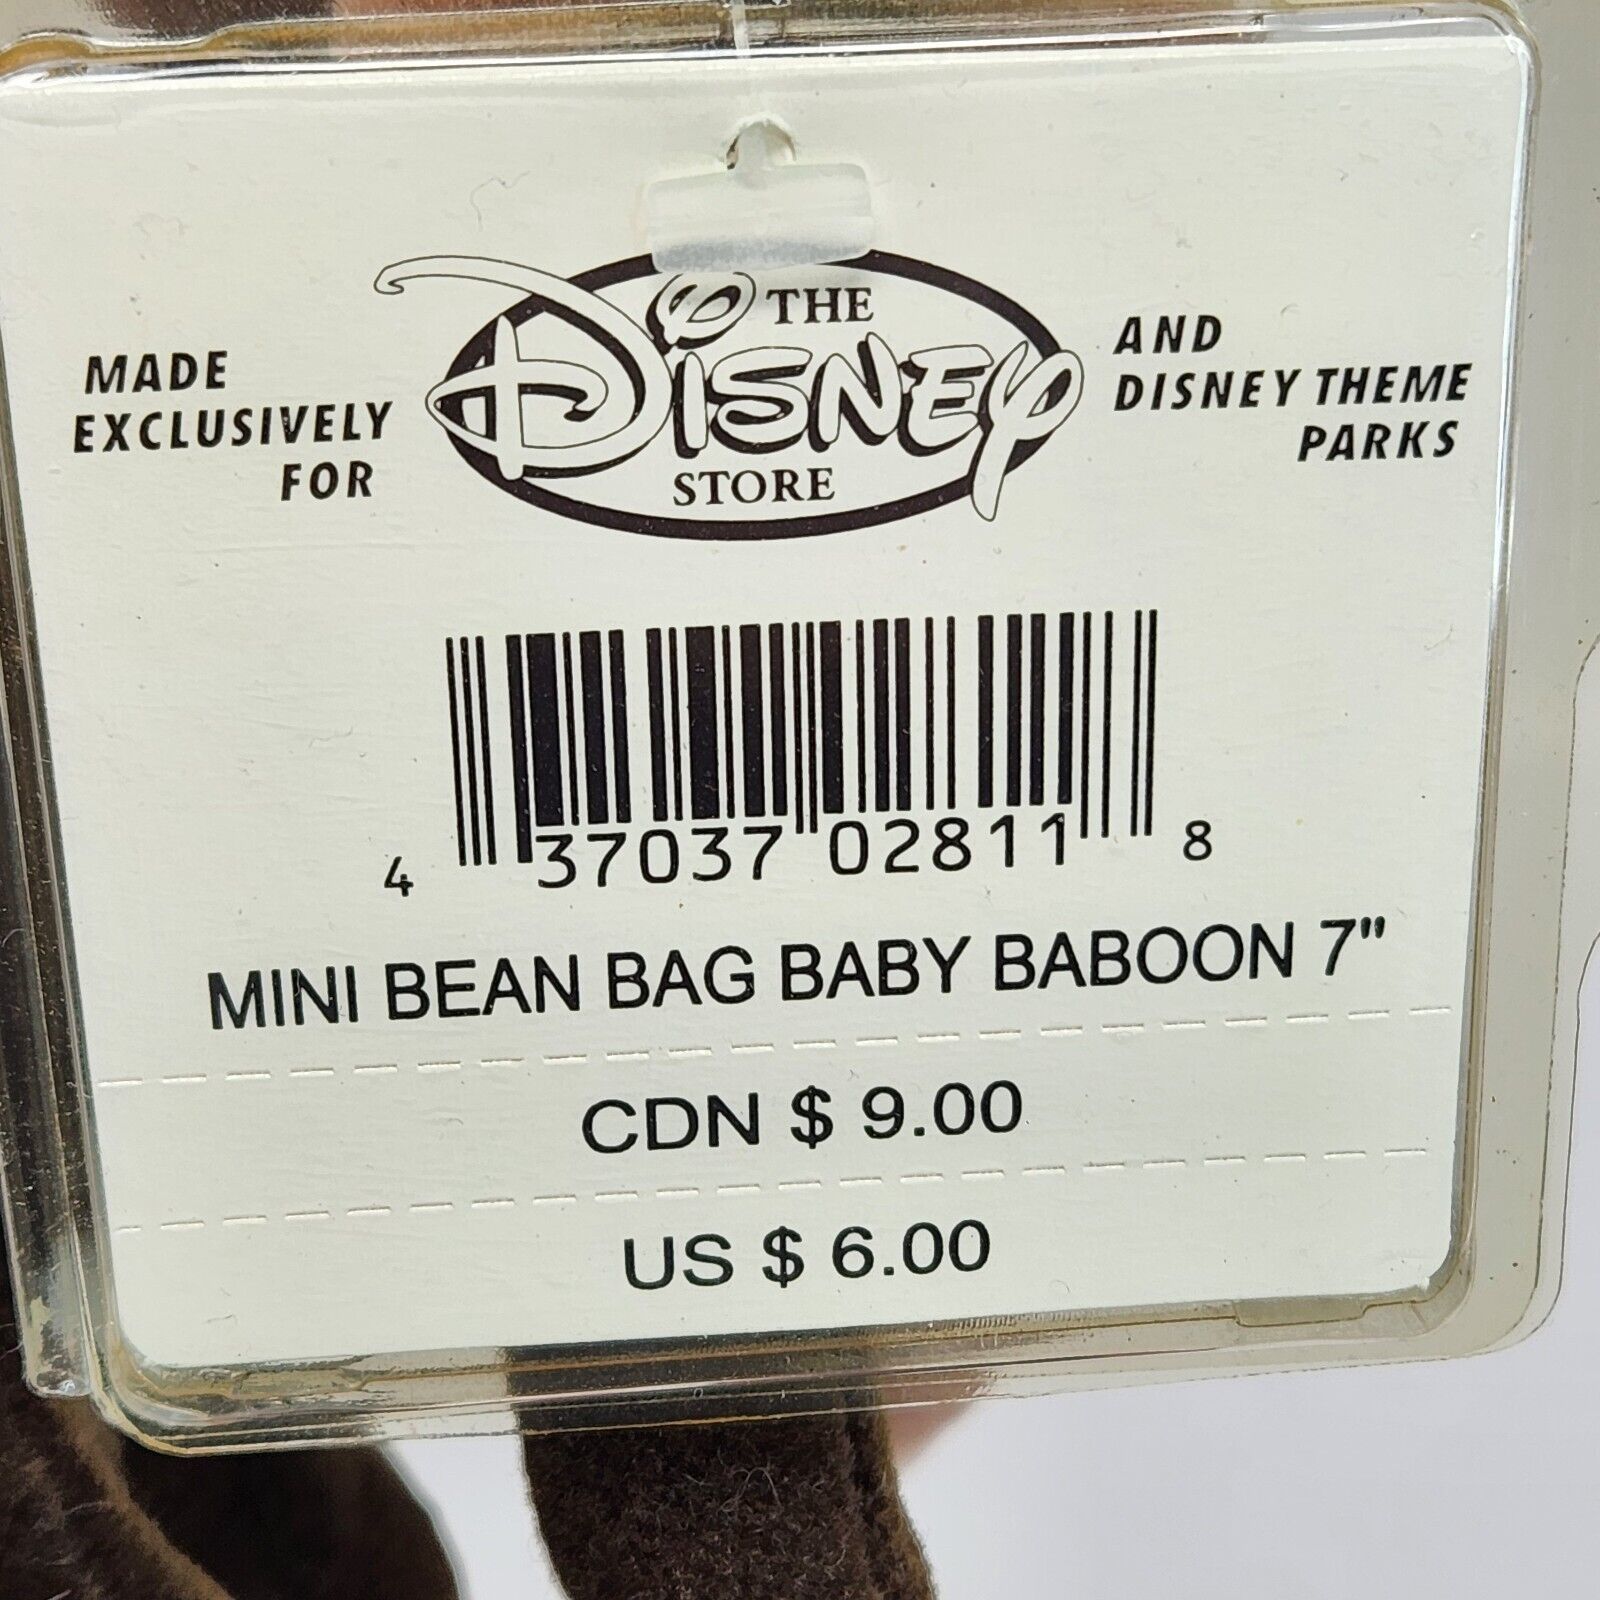 MADE
EXCLUSIVELY
FOR
THE
DISNEY
STORE
AND
DISNEY THEME
PARKS
4 37037 02811 8
MINI BEAN BAG BABY BABOON 7"
CDN $ 9.00
US $ 6.00